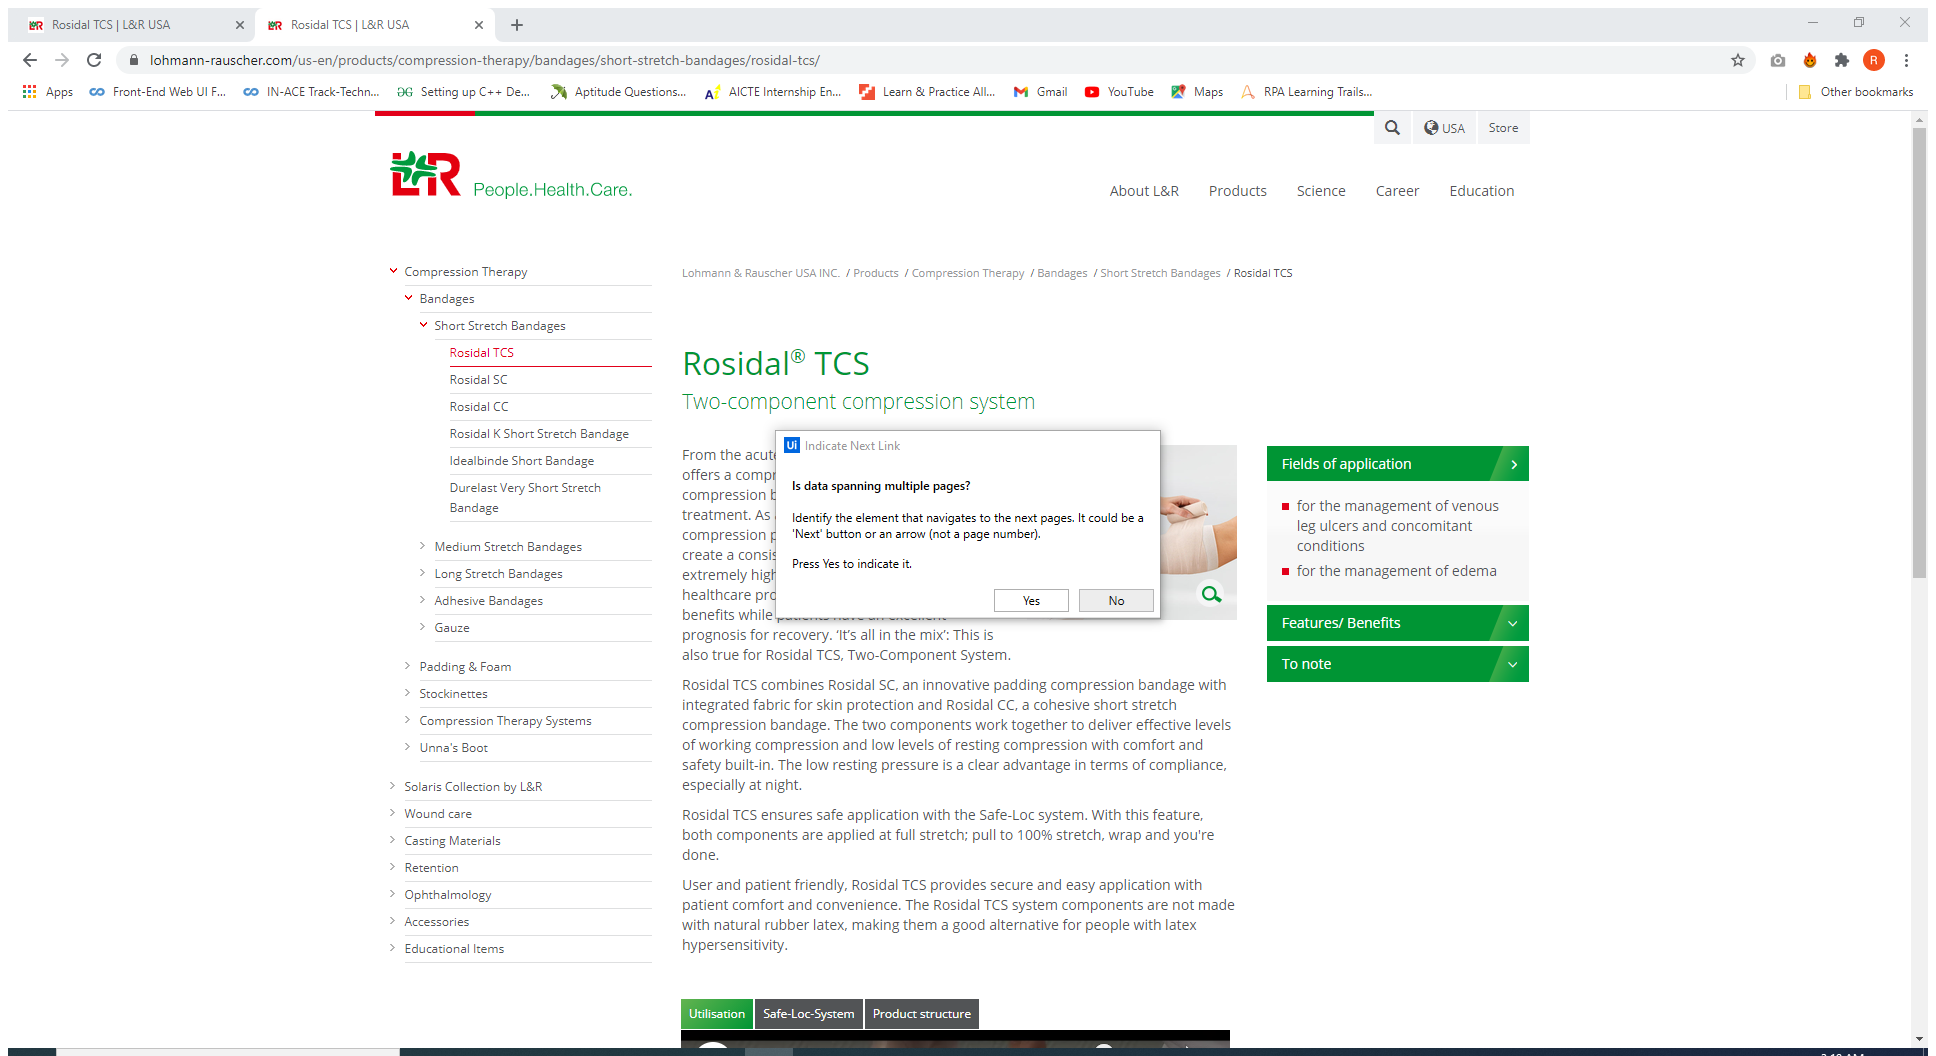 Rosidal TCS | L&R USA
Rosidal TCS | L&R USA
lohmann-rauscher.com/us-en/products/compression-therapy/bandages/short-stretch-bandages/rosidal-tcs/
R
Apps
Front-End Web UI F...
IN-ACE Track-Techn...
Setting up C++ De...
Aptitude Questions...
AICTE Internship En...
Learn & Practice All...
Gmail
YouTube
Maps
RPA Learning Trails...
Other bookmarks
USA
Store
L&R People.Health.Care.
About L&R
Products
Science
Career
Education
Compression Therapy
Bandages
Short Stretch Bandages
Rosidal TCS
Rosidal SC
Rosidal CC
Rosidal K Short Stretch Bandage
Idealbinde Short Bandage
Durelast Very Short Stretch
Bandage
Medium Stretch Bandages
Long Stretch Bandages
Adhesive Bandages
Gauze
Padding & Foam
Stockinettes
Compression Therapy Systems
Unna's Boot
Solaris Collection by L&R
Wound care
Casting Materials
Retention
Ophthalmology
Accessories
Educational Items
Lohmann & Rauscher USA INC. / Products / Compression Therapy / Bandages / Short Stretch Bandages / Rosidal TCS
Rosidal® TCS
Two-component compression system
From the acute
offers a compr
compression b
treatment. As
compression p
create a consis
extremely high
healthcare pro
benefits while patients have an excellent
prognosis for recovery. ‘It’s all in the mix’: This is
also true for Rosidal TCS, Two-Component System.
Rosidal TCS combines Rosidal SC, an innovative padding compression bandage with
integrated fabric for skin protection and Rosidal CC, a cohesive short stretch
compression bandage. The two components work together to deliver effective levels
of working compression and low levels of resting compression with comfort and
safety built-in. The low resting pressure is a clear advantage in terms of compliance,
especially at night.
Rosidal TCS ensures safe application with the Safe-Loc system. With this feature,
both components are applied at full stretch; pull to 100% stretch, wrap and you're
done.
User and patient friendly, Rosidal TCS provides secure and easy application with
patient comfort and convenience. The Rosidal TCS system components are not made
with natural rubber latex, making them a good alternative for people with latex
hypersensitivity.
Utilisation
Safe-Loc-System
Product structure
Ui Indicate Next Link
Is data spanning multiple pages?
Identify the element that navigates to the next pages. It could be a
'Next' button or an arrow (not a page number).
Press Yes to indicate it.
Yes
No
Fields of application
for the management of venous
leg ulcers and concomitant
conditions
for the management of edema
Features/ Benefits
To note